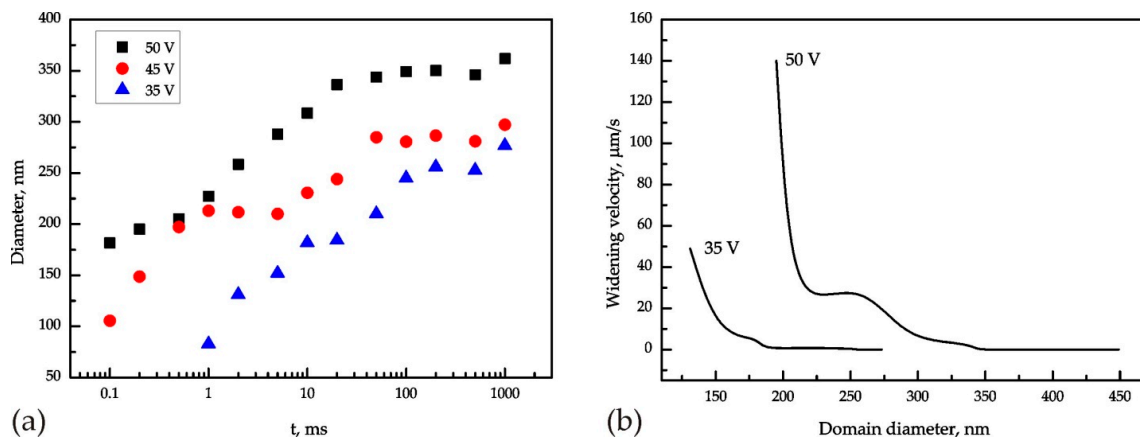 400
350
300
250
200
150
100
50
Diameter, nm
50 V
45 V
35 V
0.1
1
10
100
1000
t, ms
(a)
160
140
120
100
80
60
40
20
0
Widening velocity, μm/s
50 V
35 V
150
200
250
300
350
400
450
Domain diameter, nm
(b)